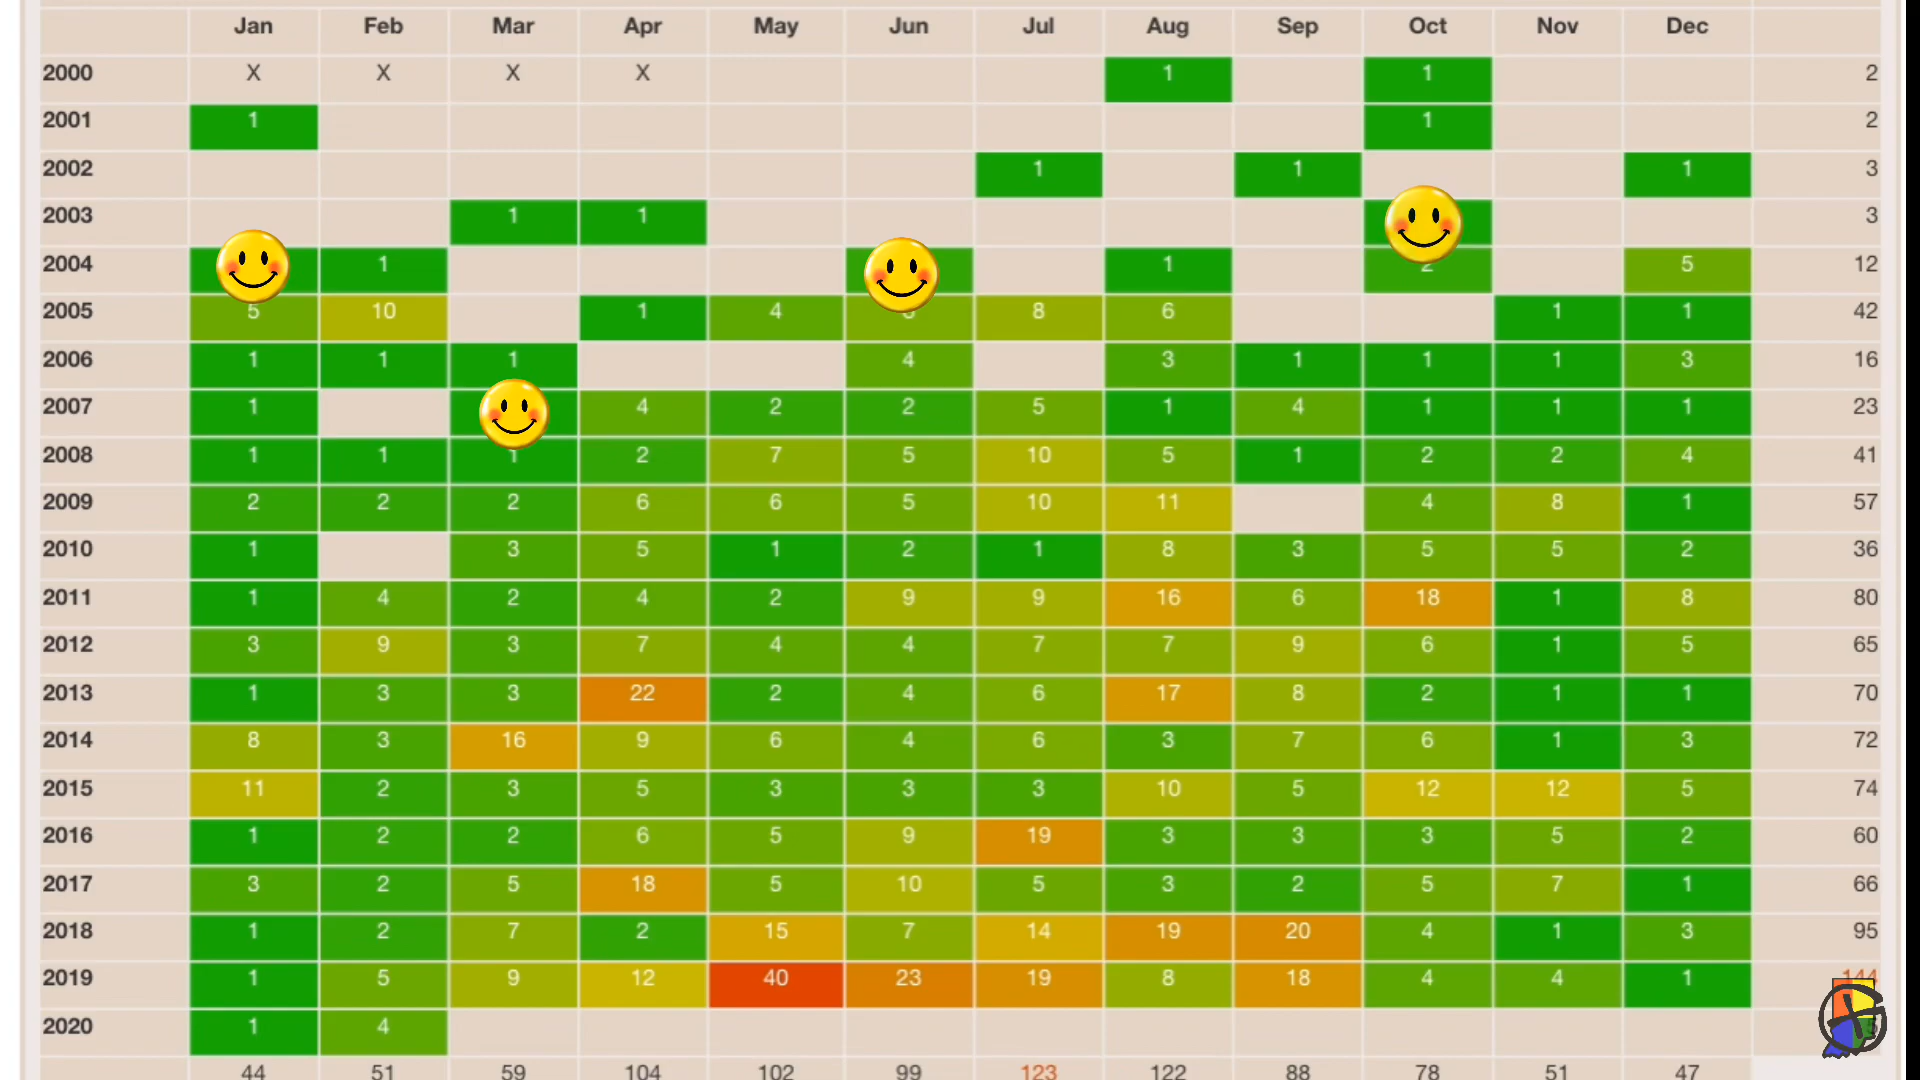 Jan Feb Mar Apr May Jun Jul Aug Sep Oct Nov Dec
2000 X X X X 1 1 2
2001 1 1 2
2002 1 1 1 3
2003 1 1 3
2004 1 1 2 5 12
2005 5 10 1 4 8 6 1 1 42
2006 1 1 1 4 3 1 1 1 3 16
2007 1 4 2 2 5 1 4 1 1 1 23
2008 1 1 1 2 7 5 10 5 1 2 2 4 41
2009 2 2 2 6 6 5 10 11 4 8 1 57
2010 1 3 5 1 2 1 8 3 5 5 2 36
2011 1 4 2 4 2 9 9 16 6 18 1 8 80
2012 3 9 3 7 4 4 7 7 9 6 1 5 65
2013 1 3 3 22 2 4 6 17 8 2 1 1 70
2014 8 3 16 9 6 4 6 3 7 6 1 3 72
2015 11 2 3 5 3 3 3 10 5 12 12 5 74
2016 1 2 2 6 5 9 19 3 3 3 5 2 60
2017 3 2 5 18 5 10 5 3 2 5 7 1 66
2018 1 2 7 2 15 7 14 19 20 4 1 3 95
2019 1 5 9 12 40 23 19 8 18 4 4 1 144
2020 1 4 5
44 51 59 104 102 99 123 122 88 78 51 47